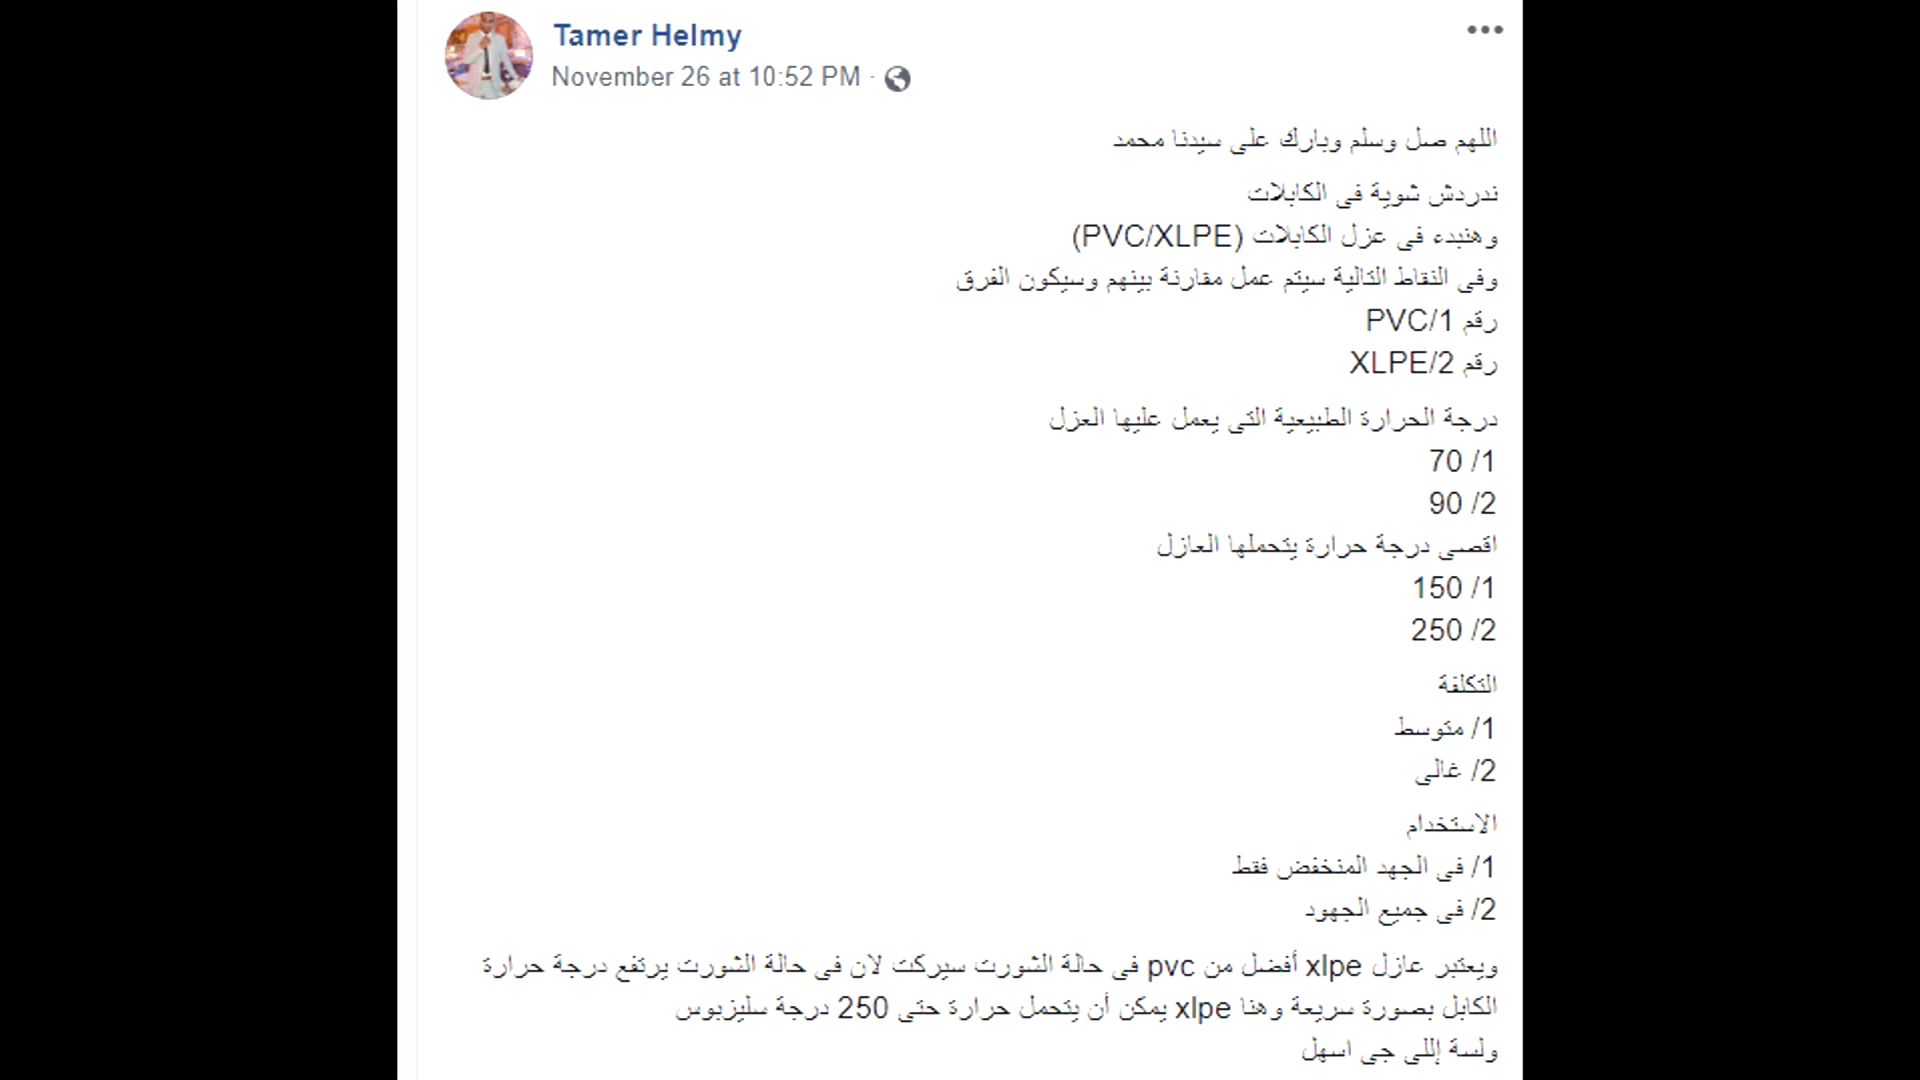 Tamer Helmy
November 26 at 10:52 PM ·
اللهم صل وسلم وبارك على سيدنا محمد
ندردش شوية فى الكابلات
وهنبدء فى عزل الكابلات (PVC/XLPE)
وفى النقاط التالية سيتم عمل مقارنة بينهم وسيكون الفرق
رقم 1/PVC
رقم 2/XLPE
درجة الحرارة الطبيعية التى يعمل عليها العزل
1/ 70
2/ 90
اقصى درجة حرارة يتحملها العازل
1/ 150
2/ 250
التكلفة
1/ متوسط
2/ غالى
الاستخدام
1/ فى الجهد المنخفض فقط
2/ فى جميع الجهود
ويعتبر عازل xlpe أفضل من pvc فى حالة الشورت سيركت لان فى حالة الشورت يرتفع درجة حرارة
الكابل بصورة سريعة وهنا xlpe يمكن أن يتحمل حرارة حتى 250 درجة سليزيوس
ولسة إللى جى اسهل